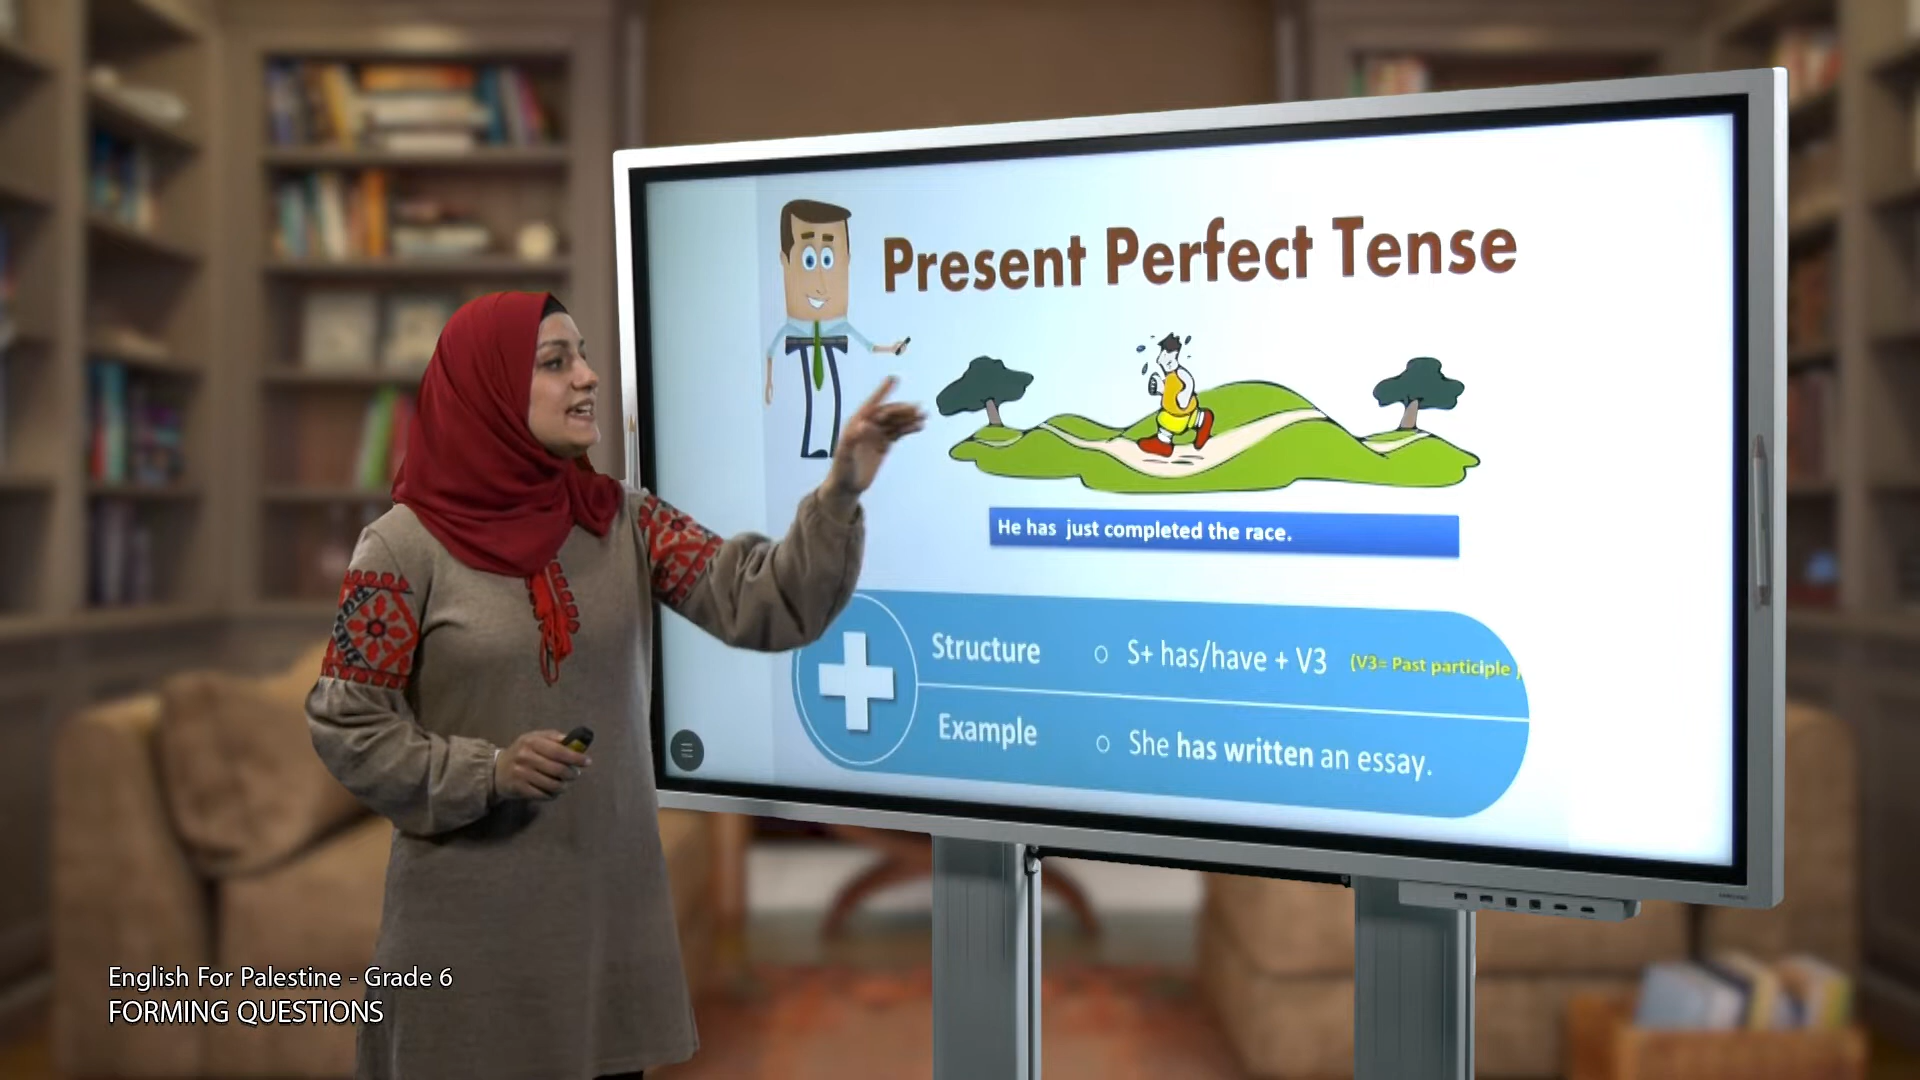 Present Perfect Tense
He has just completed the race.
Structure
S+ has/have + V3 (V3= Past participle )
Example
She has written an essay.
English For Palestine - Grade 6
FORMING QUESTIONS